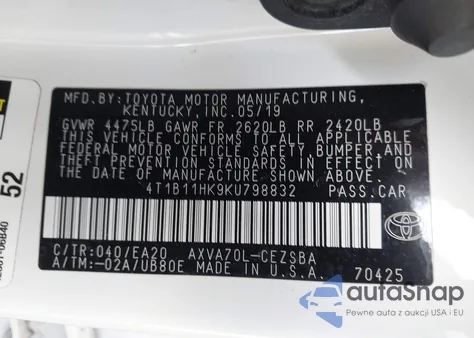 MFD.BY:TOYOTA MOTOR MANUFACTURING,
KENTUCKY,INC.05/19
GVWR 4475LB GAWR FR 2620LB RR 2420LB
THIS VEHICLE CONFORMS TO ALL APPLICABLE
FEDERAL MOTOR VEHICLE SAFETY, BUMPER, AND
THEFT PREVENTION STANDARDS IN EFFECT ON
THE DATE OF MANUFACTURE SHOWN ABOVE.
4T1B11HK9KU798832 PASS.CAR
C/TR:040/EA20 AXVA70L-CEZSBA
A/TM:-02A/UB80E MADE IN U.S.A.
70425
TOYOTA
52
autaSnap
Pewne auta z aukcji USA i EU